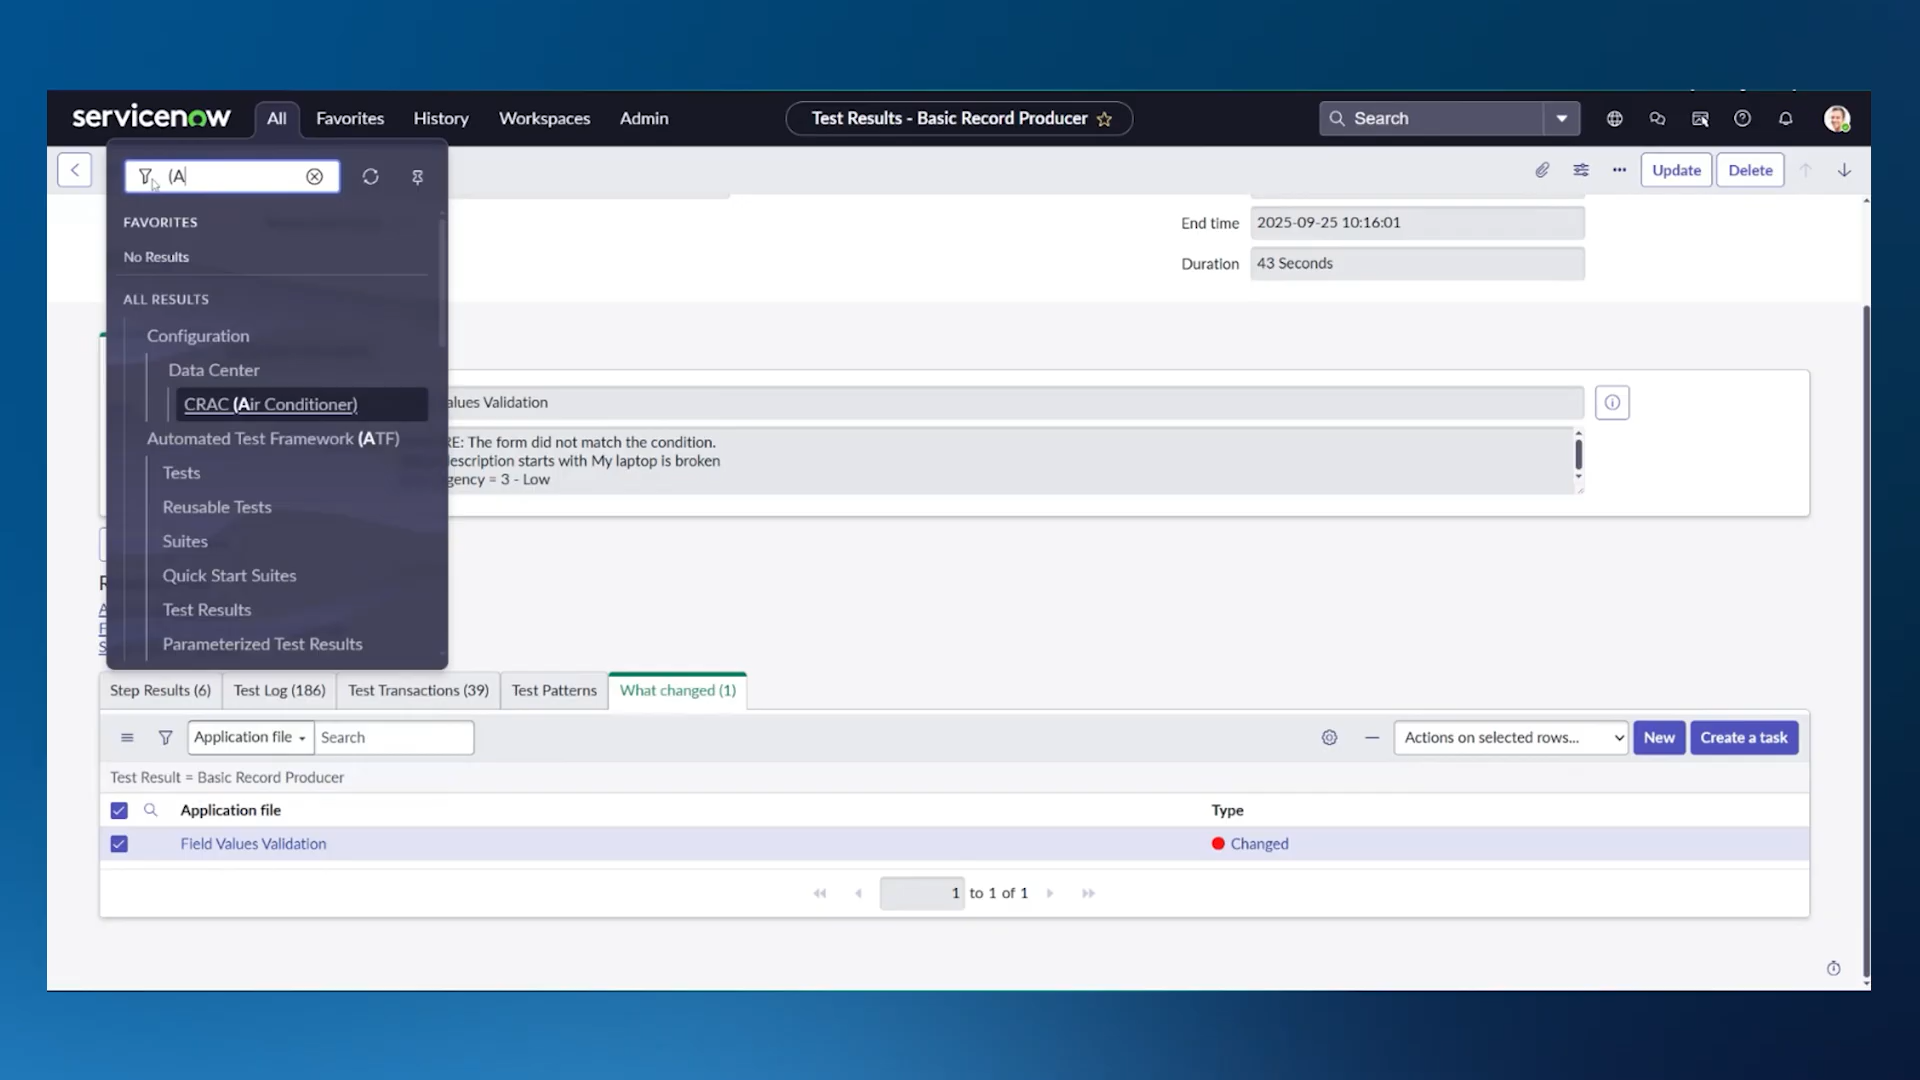 servicenow
All
Favorites
History
Workspaces
Admin
Test Results - Basic Record Producer
Search
(A
Update
Delete
FAVORITES
No Results
ALL RESULTS
Configuration
Data Center
CRAC (Air Conditioner)
Automated Test Framework (ATF)
Tests
Reusable Tests
Suites
Quick Start Suites
Test Results
Parameterized Test Results
End time
2025-09-25 10:16:01
Duration
43 Seconds
alues Validation
RE: The form did not match the condition.
escription starts with My laptop is broken
gency = 3 - Low
Step Results (6)
Test Log (186)
Test Transactions (39)
Test Patterns
What changed (1)
Application file
Search
Actions on selected rows...
New
Create a task
Test Result = Basic Record Producer
Application file
Type
Field Values Validation
Changed
1 to 1 of 1